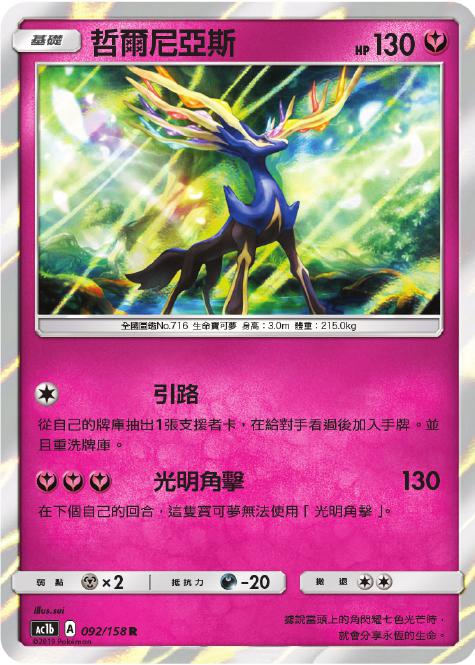 基礎 哲爾尼亞斯 HP 130
全國圖鑑No.716 生命寶可夢 身高：3.0m 體重：215.0kg
引路
從自己的牌庫抽出1張支援者卡，在給對手看過後加入手牌。並
且重洗牌庫。
光明角擊 130
在下個自己的回合，這隻寶可夢無法使用「光明角擊」。
弱點 ×2 抵抗力 -20 撤退
illus.sui
AC1b A 092/158 R
©2019 Pokémon
據說當頭上的角閃耀七色光芒時，
就會分享永恆的生命。